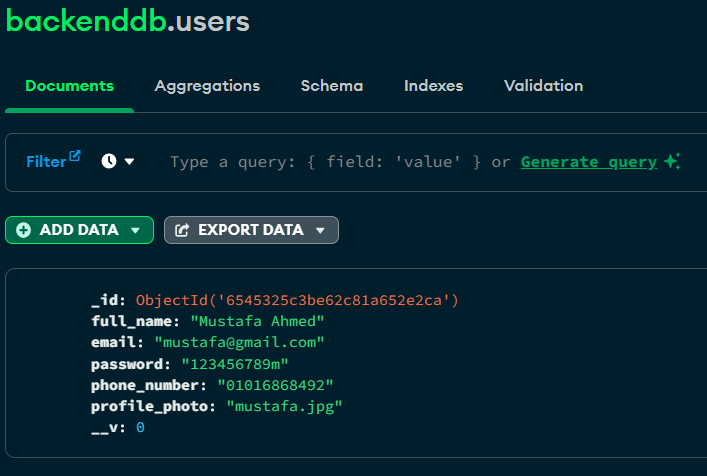 backenddb.users
Documents Aggregations Schema Indexes Validation
Filter Type a query: { field: 'value' } or Generate query
ADD DATA EXPORT DATA
_id: ObjectId('6545325c3be62c81a652e2ca')
full_name: "Mustafa Ahmed"
email: "mustafa@gmail.com"
password: "123456789m"
phone_number: "01016868492"
profile_photo: "mustafa.jpg"
__v: 0